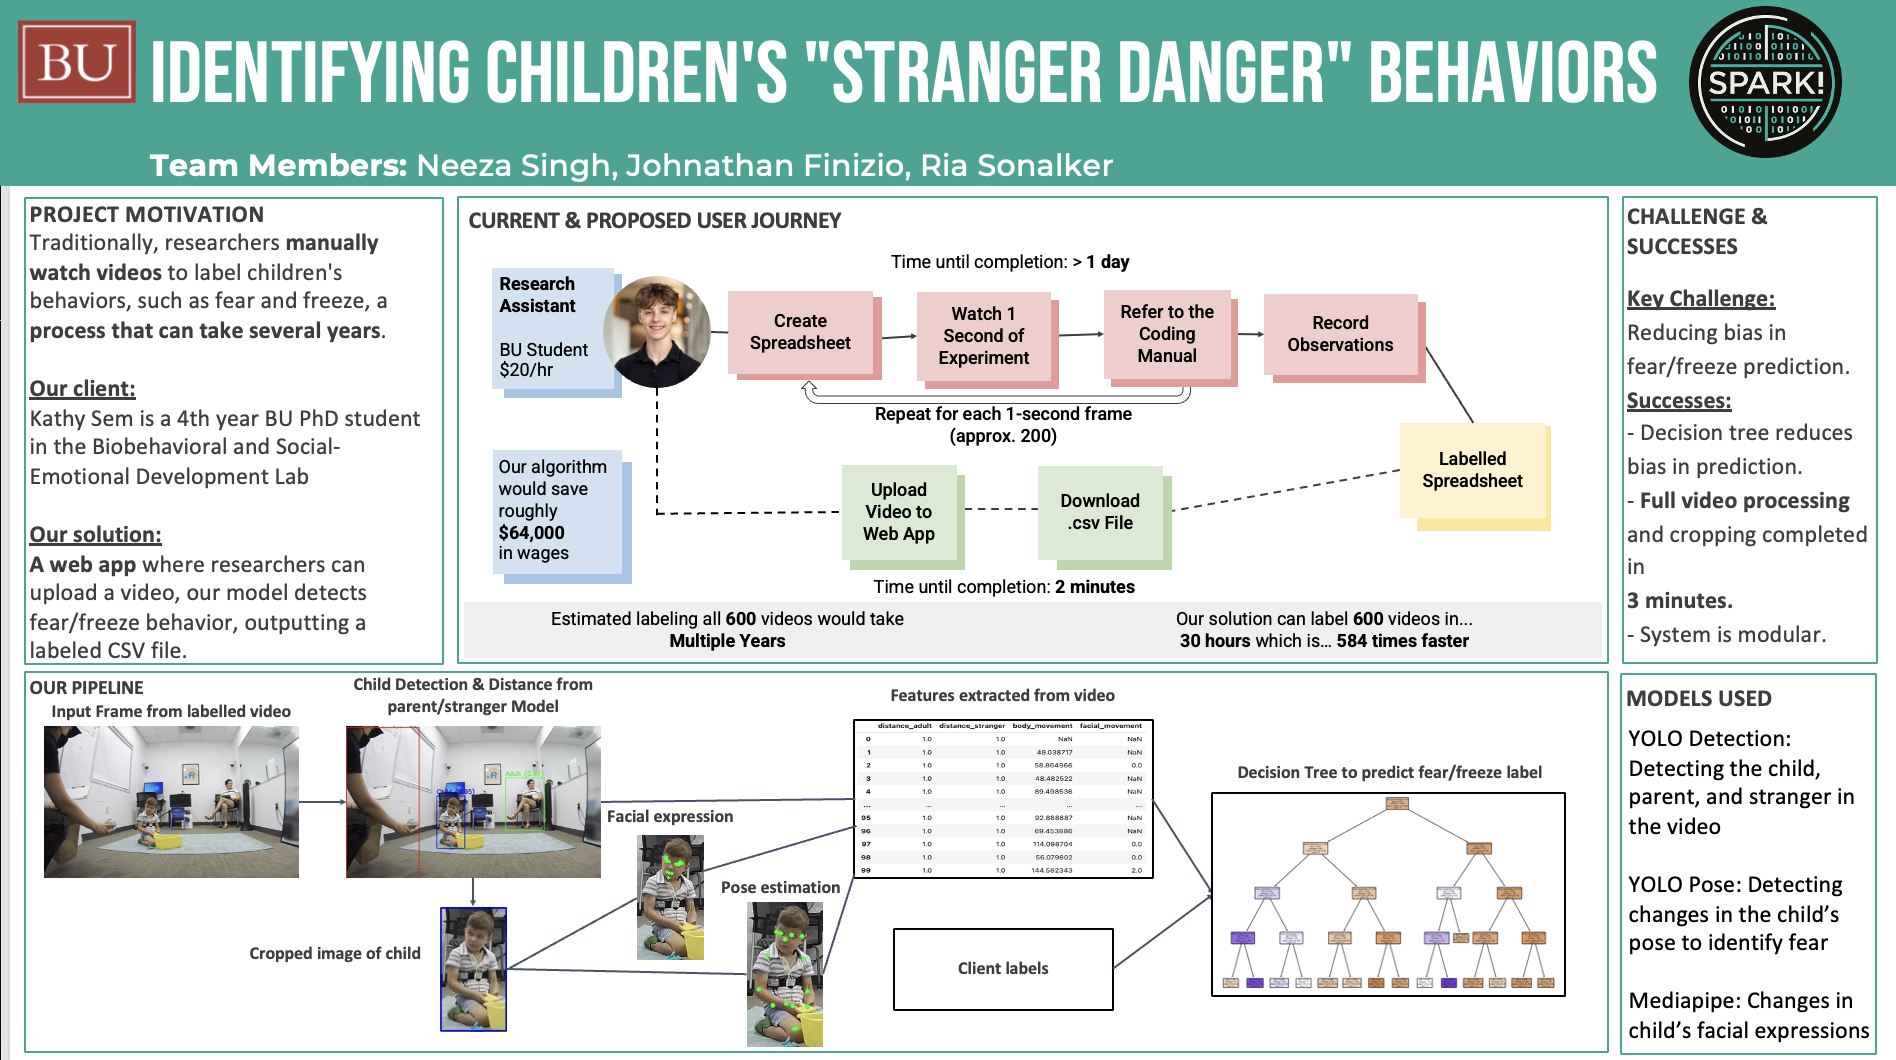 BU
IDENTIFYING CHILDREN'S "STRANGER DANGER" BEHAVIORS
SPARK!
Team Members: Neeza Singh, Johnathan Finizio, Ria Sonalker
PROJECT MOTIVATION
Traditionally, researchers manually
watch videos to label children's
behaviors, such as fear and freeze, a
process that can take several years.
Our client:
Kathy Sem is a 4th year BU PhD student
in the Biobehavioral and Social-
Emotional Development Lab
Our solution:
A web app where researchers can
upload a video, our model detects
fear/freeze behavior, outputting a
labeled CSV file.
CURRENT & PROPOSED USER JOURNEY
Time until completion: > 1 day
Research
Assistant
BU Student
$20/hr
Create
Spreadsheet
Watch 1
Second of
Experiment
Refer to the
Coding
Manual
Record
Observations
Repeat for each 1-second frame
(approx. 200)
Labelled
Spreadsheet
Our algorithm
would save
roughly
$64,000
in wages
Upload
Video to
Web App
Download
.csv File
Time until completion: 2 minutes
Estimated labeling all 600 videos would take
Multiple Years
Our solution can label 600 videos in...
30 hours which is... 584 times faster
CHALLENGE &
SUCCESSES
Key Challenge:
Reducing bias in
fear/freeze prediction.
Successes:
- Decision tree reduces
bias in prediction.
- Full video processing
and cropping completed
in
3 minutes.
- System is modular.
OUR PIPELINE
Input Frame from labelled video
Child Detection & Distance from
parent/stranger Model
Cropped image of child
Facial expression
Pose estimation
Features extracted from video
distance_adult distance_stranger body_movement facial_movement
0 1.0 1.0 NaN NaN
1 1.0 1.0 49.038717 NaN
2 1.0 1.0 58.864966 0.0
3 1.0 1.0 48.482522 NaN
4 1.0 1.0 89.498536 NaN
... ... ... ... ...
95 1.0 1.0 92.888887 NaN
96 1.0 1.0 69.453886 NaN
97 1.0 1.0 114.098704 0.0
98 1.0 1.0 56.079802 0.0
99 1.0 1.0 144.582343 2.0
Client labels
Decision Tree to predict fear/freeze label
MODELS USED
YOLO Detection:
Detecting the child,
parent, and stranger in
the video
YOLO Pose: Detecting
changes in the child’s
pose to identify fear
Mediapipe: Changes in
child’s facial expressions